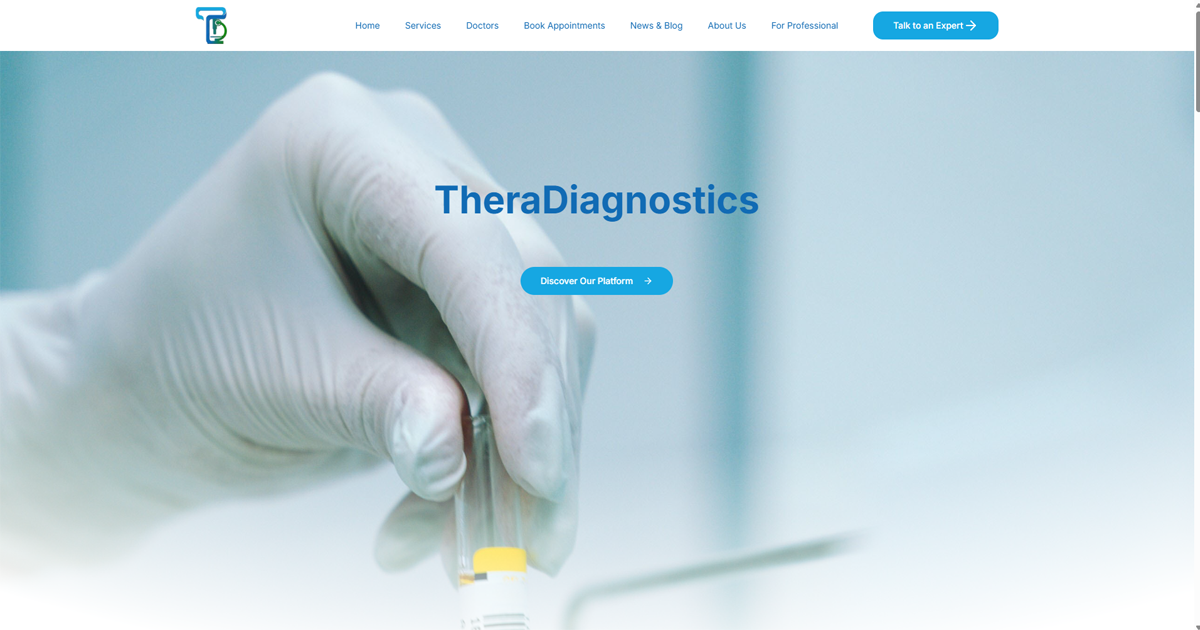 Home
Services
Doctors
Book Appointments
News & Blog
About Us
For Professional
Talk to an Expert
TheraDiagnostics
Discover Our Platform